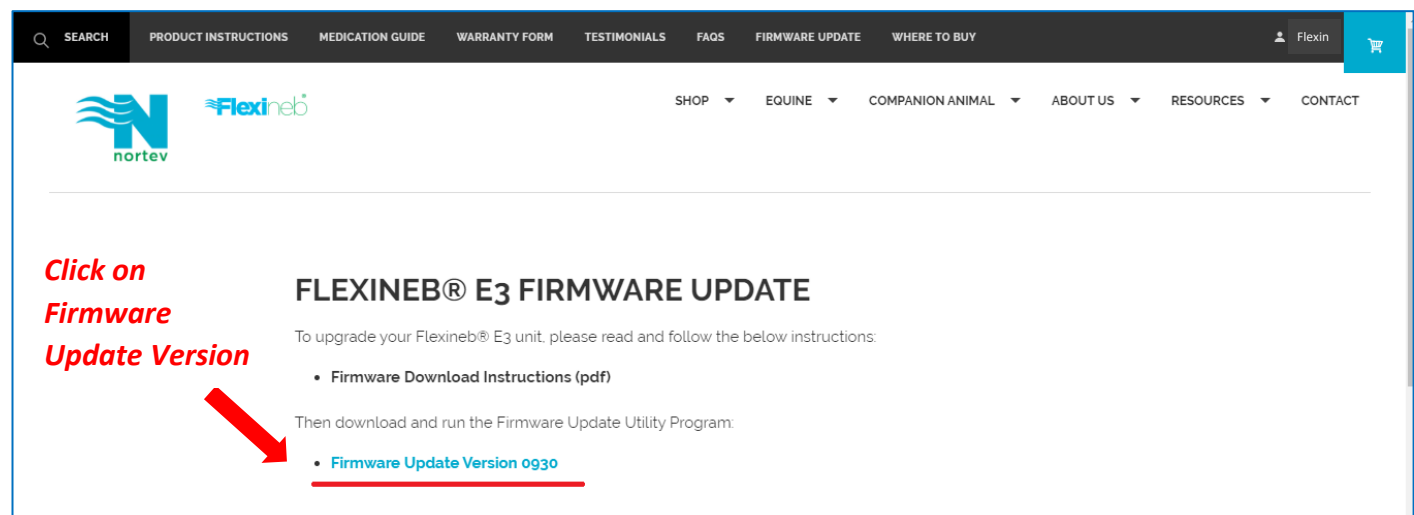 SEARCH PRODUCT INSTRUCTIONS MEDICATION GUIDE WARRANTY FORM TESTIMONIALS FAQS FIRMWARE UPDATE WHERE TO BUY Flexin
nortev
Flexineb®
SHOP EQUINE COMPANION ANIMAL ABOUT US RESOURCES CONTACT
Click on
Firmware
Update Version
FLEXINEB® E3 FIRMWARE UPDATE
To upgrade your Flexineb® E3 unit, please read and follow the below instructions:
• Firmware Download Instructions (pdf)
Then download and run the Firmware Update Utility Program:
• Firmware Update Version 0930